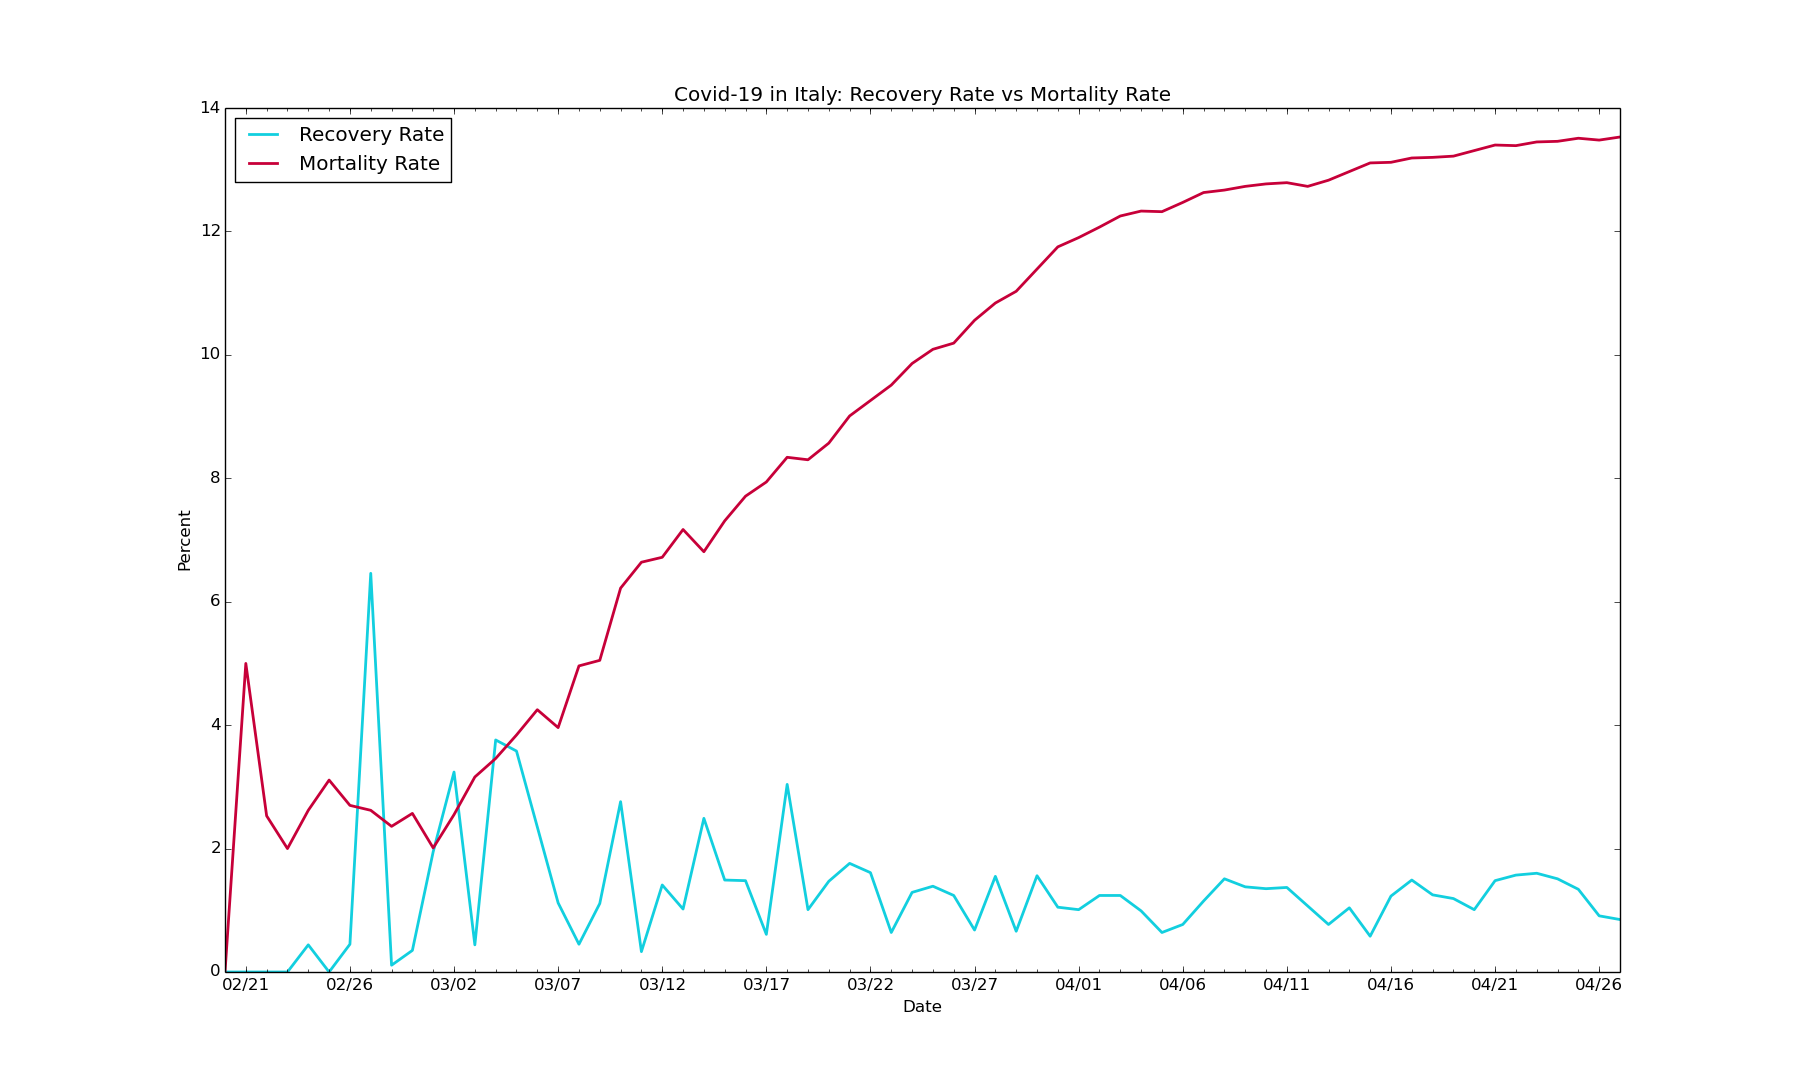 Covid-19 in Italy: Recovery Rate vs Mortality Rate
Recovery Rate
Mortality Rate
14
12
10
8
6
4
2
0
Percent
02/21 02/26 03/02 03/07 03/12 03/17 03/22 03/27 04/01 04/06 04/11 04/16 04/21 04/26
Date